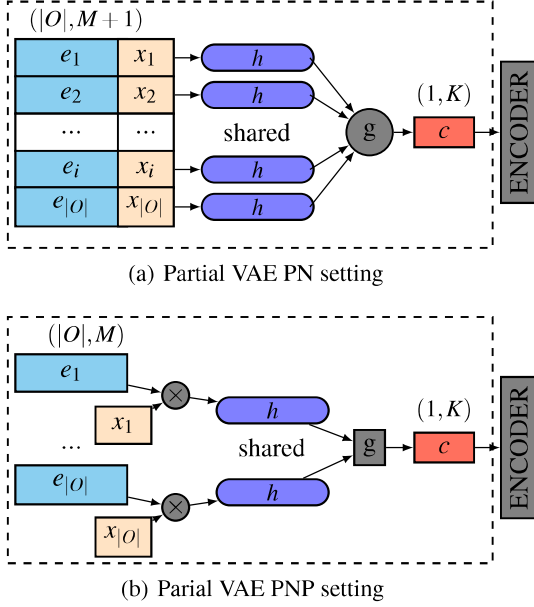 (|O|, M + 1)
e₁ x₁ h
e₂ x₂ h
(1, K)
... ... shared g c ENCODER
eᵢ xᵢ h
e|O| x|O| h
(a) Partial VAE PN setting
(|O|, M)
e₁
× h
x₁ (1, K)
... shared g c ENCODER
e|O| h
×
x|O|
(b) Parial VAE PNP setting